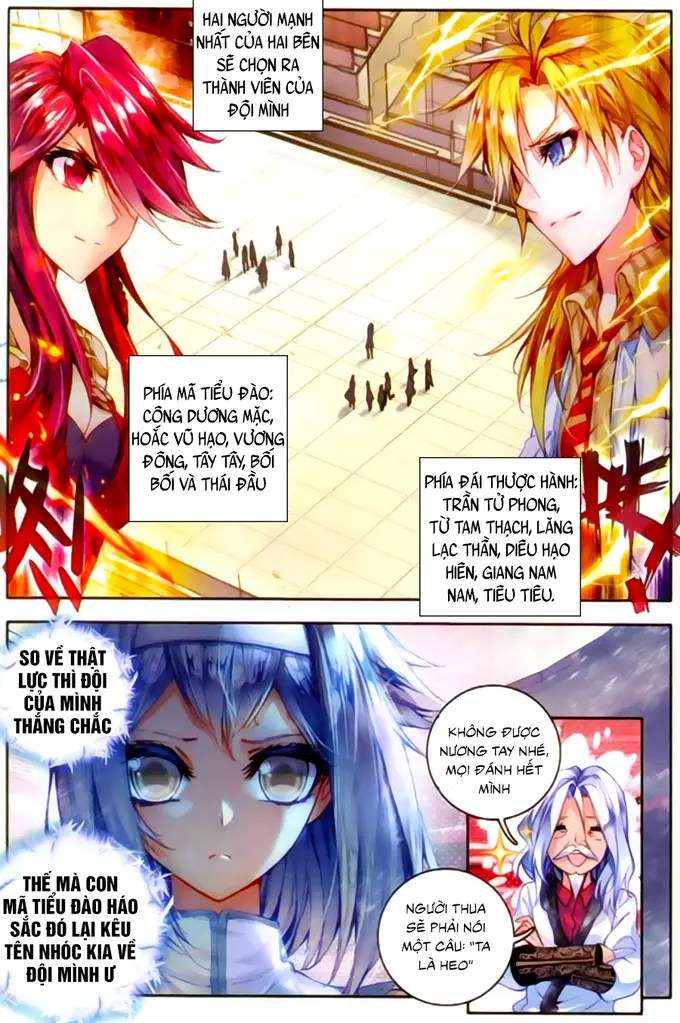 HAI NGƯỜI MẠNH
NHẤT CỦA HAI BÊN
SẼ CHỌN RA
THÀNH VIÊN CỦA
ĐỘI MÌNH
PHÍA MÃ TIỂU ĐÀO:
CÔNG DƯƠNG MẶC,
HOẮC VŨ HẠO, VƯƠNG
ĐÔNG, TÂY TÂY, BỐI
BỐI VÀ THÁI ĐẦU
PHÍA ĐÁI THƯỢC HÀNH:
TRẦN TỬ PHONG,
TỪ TAM THẠCH, LĂNG
LẠC THẦN, DIÊU HẠO
HIÊN, GIANG NAM
NAM, TIÊU TIÊU.
SO VỀ THẬT
LỰC THÌ ĐỘI
CỦA MÌNH
THẮNG CHẮC
KHÔNG ĐƯỢC
NƯƠNG TAY NHÉ,
MỌI ĐÁNH HẾT
MÌNH
THẾ MÀ CON
MÃ TIỂU ĐÀO HÁO
SẮC ĐÓ LẠI KÊU
TÊN NHÓC KIA VỀ
ĐỘI MÌNH Ư
NGƯỜI THUA
SẼ PHẢI NÓI
MỘT CÂU: "TA
LÀ HEO"